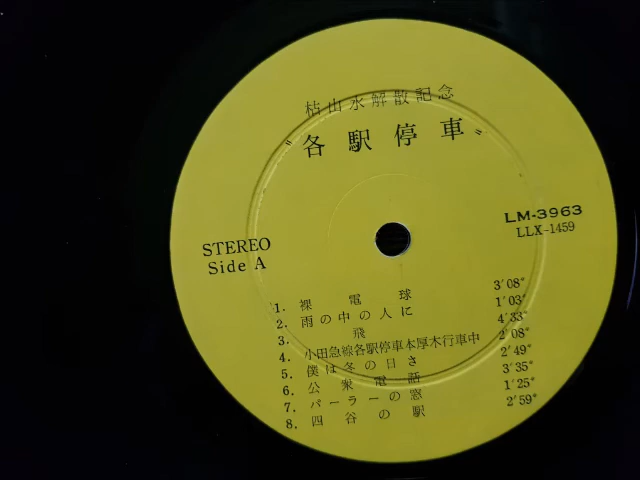 枯山水解散記念
"各駅停車"
LM-3963
LLX-1459
STEREO
Side A
1. 裸電球 3′08″
2. 雨の中の人に 1′03″
3. 飛 4′33″
4. 小田急線各駅停車本厚木行車中 2′08″
5. 僕は冬の日さ 2′49″
6. 公衆電話 3′35″
7. パーラーの窓 1′25″
8. 四谷の駅 2′59″